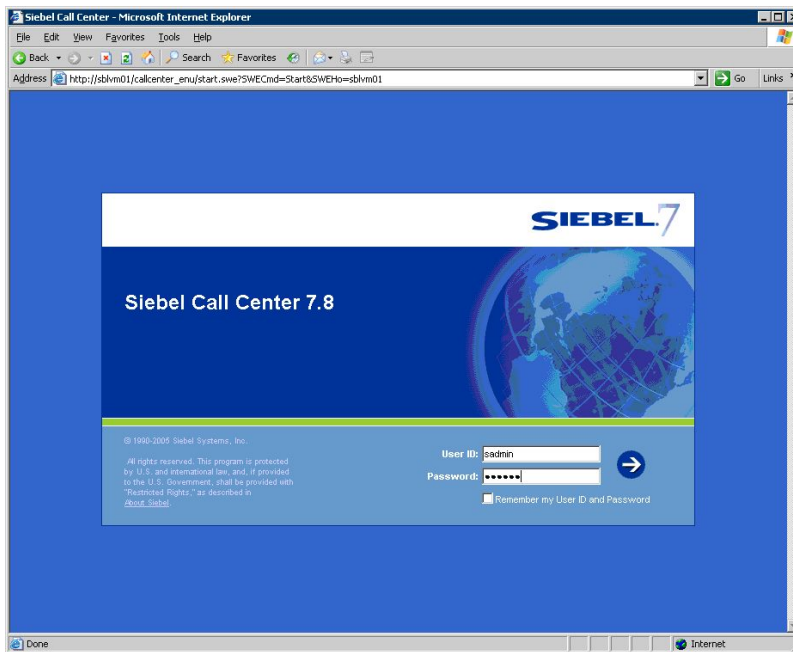 Siebel Call Center - Microsoft Internet Explorer
File Edit View Favorites Tools Help
Back Search Favorites
Address http://sblvm01/callcenter_enu/start.swe?SWECmd=Start&SWEHo=sblvm01 Go Links
SIEBEL.7
Siebel Call Center 7.8
© 1990-2005 Siebel Systems, Inc.
All rights reserved. This program is protected
by U.S. and international law, and, if provided
to the U.S. Government, shall be provided with
"Restricted Rights," as described in
About Siebel.
User ID: sadmin
Password: ••••••
Remember my User ID and Password
Done Internet